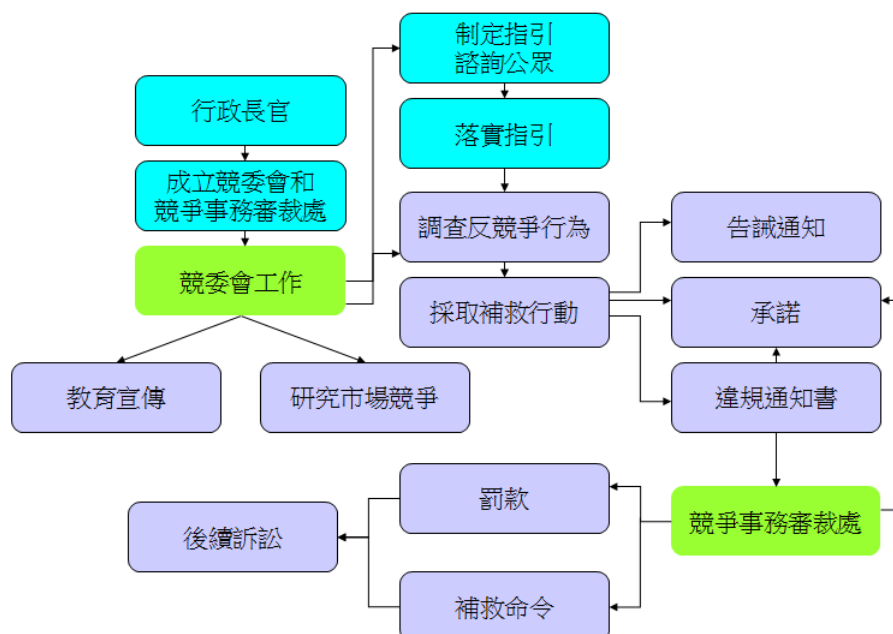 制定指引
諮詢公眾
行政長官
落實指引
成立競委會和
競爭事務審裁處
調查反競爭行為
告誡通知
競委會工作
採取補救行動
承諾
教育宣傳
研究市場競爭
違規通知書
罰款
後續訴訟
競爭事務審裁處
補救命令